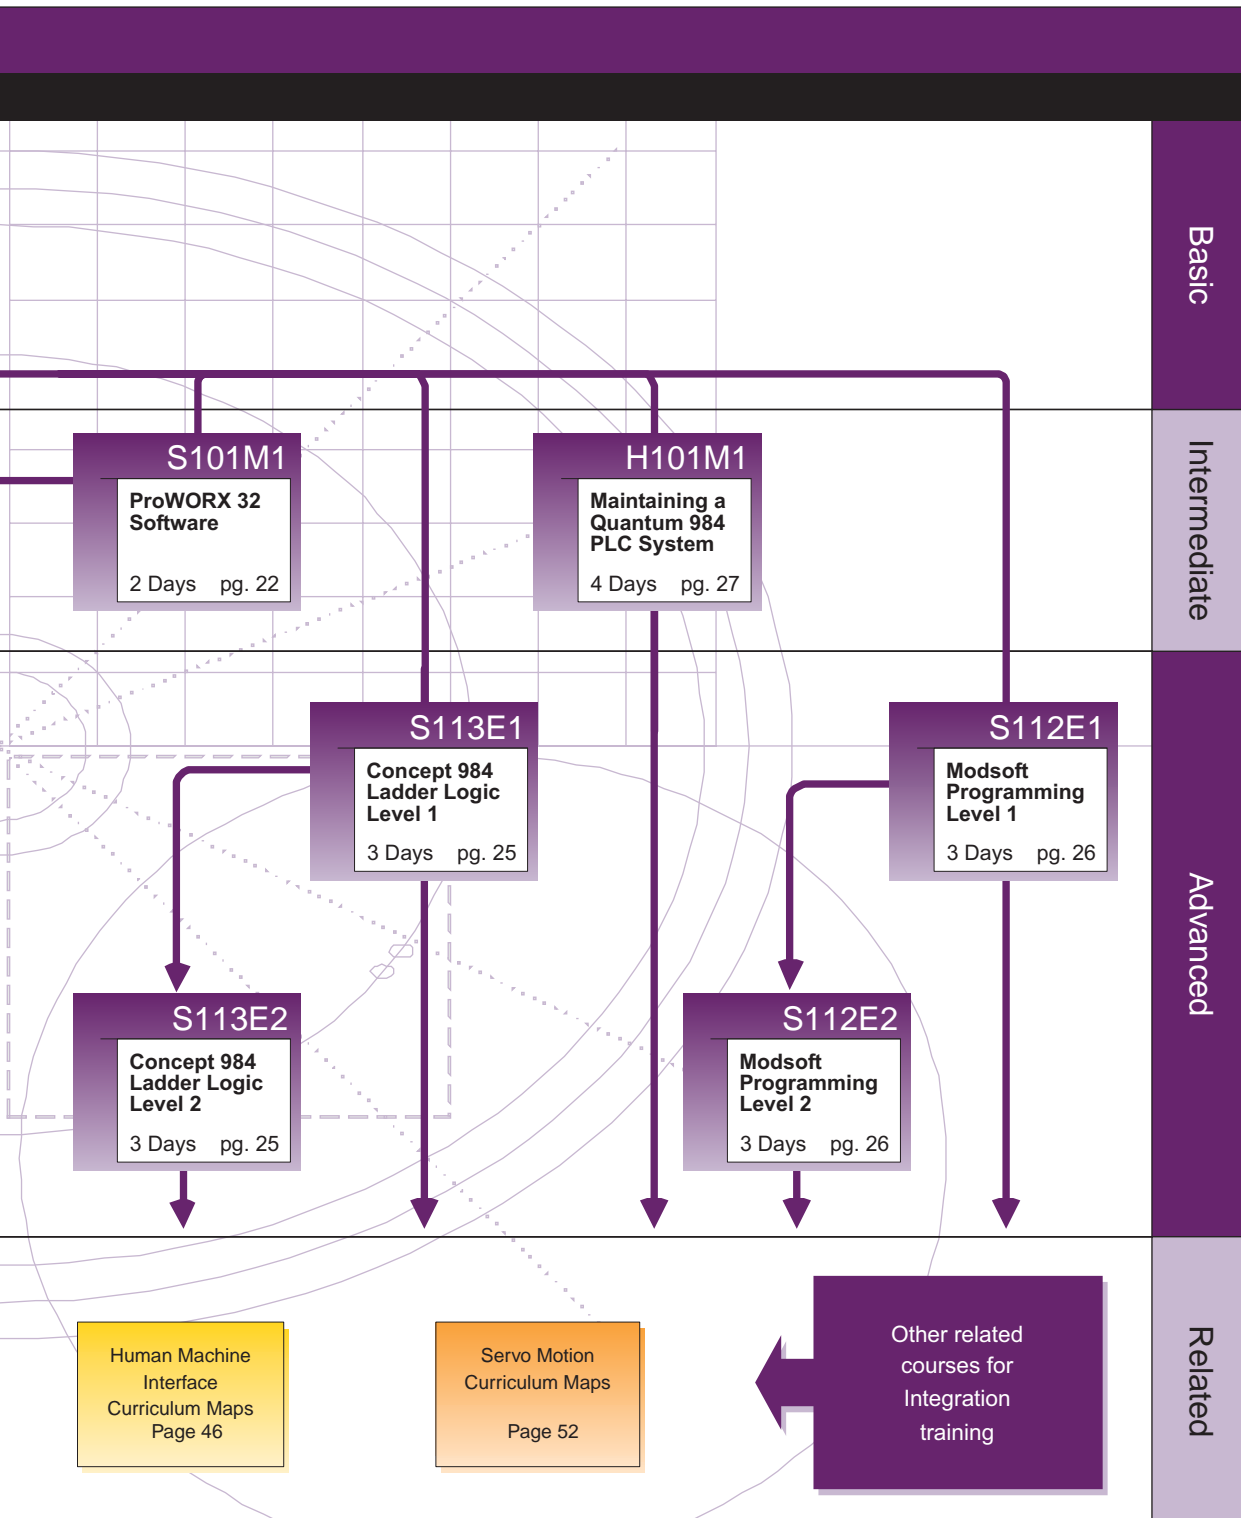 Basic
S101M1
ProWORX 32
Software
2 Days pg. 22
H101M1
Maintaining a
Quantum 984
PLC System
4 Days pg. 27
Intermediate
S113E1
Concept 984
Ladder Logic
Level 1
3 Days pg. 25
S112E1
Modsoft
Programming
Level 1
3 Days pg. 26
Advanced
S113E2
Concept 984
Ladder Logic
Level 2
3 Days pg. 25
S112E2
Modsoft
Programming
Level 2
3 Days pg. 26
Human Machine
Interface
Curriculum Maps
Page 46
Servo Motion
Curriculum Maps
Page 52
Other related
courses for
Integration
training
Related